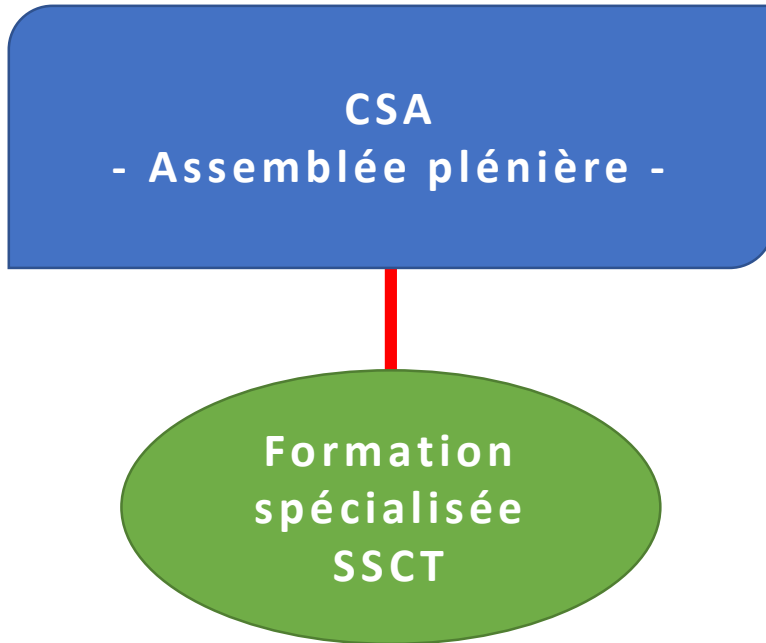 CSA
- Assemblée plénière -
Formation
spécialisée
SSCT